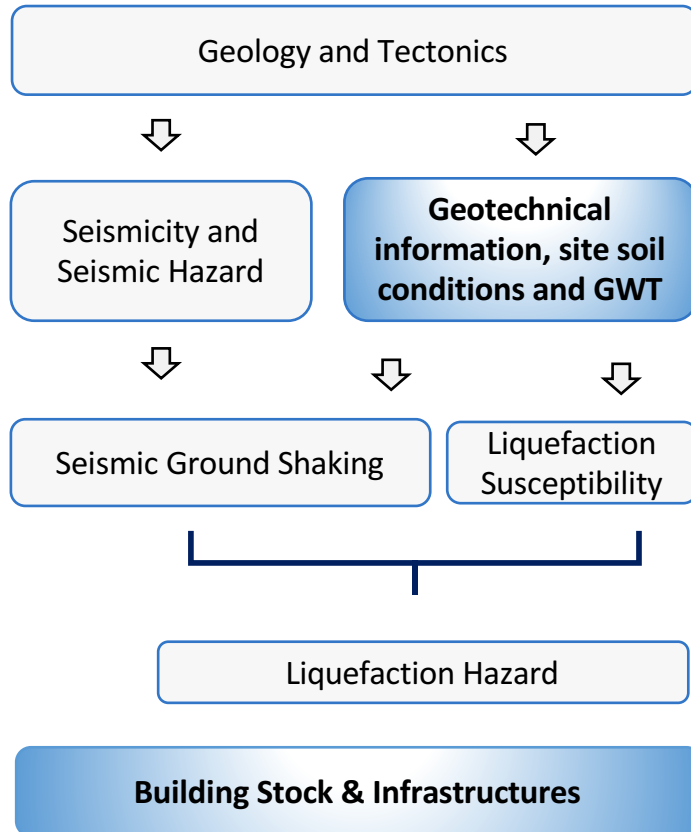 Geology and Tectonics
Seismicity and
Seismic Hazard
Geotechnical
information, site soil
conditions and GWT
Seismic Ground Shaking
Liquefaction
Susceptibility
Liquefaction Hazard
Building Stock & Infrastructures